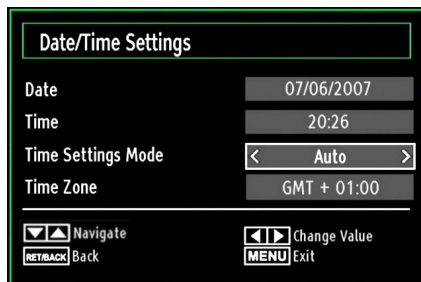 Date/Time Settings
Date 07/06/2007
Time 20:26
Time Settings Mode < Auto >
Time Zone GMT + 01:00
Navigate Change Value
RET/BACK Back MENU Exit